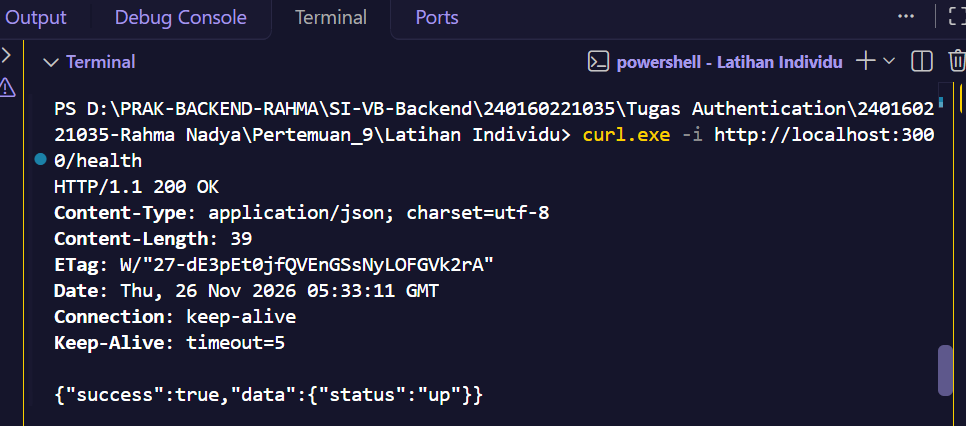 Output Debug Console Terminal Ports
Terminal powershell - Latihan Individu
PS D:\PRAK-BACKEND-RAHMA\SI-VB-Backend\240160221035\Tugas Authentication\2401602
21035-Rahma Nadya\Pertemuan_9\Latihan Individu> curl.exe -i http://localhost:300
0/health
HTTP/1.1 200 OK
Content-Type: application/json; charset=utf-8
Content-Length: 39
ETag: W/"27-dE3pEt0jfQVEnGSsNyLOFGVk2rA"
Date: Thu, 26 Nov 2026 05:33:11 GMT
Connection: keep-alive
Keep-Alive: timeout=5
{"success":true,"data":{"status":"up"}}